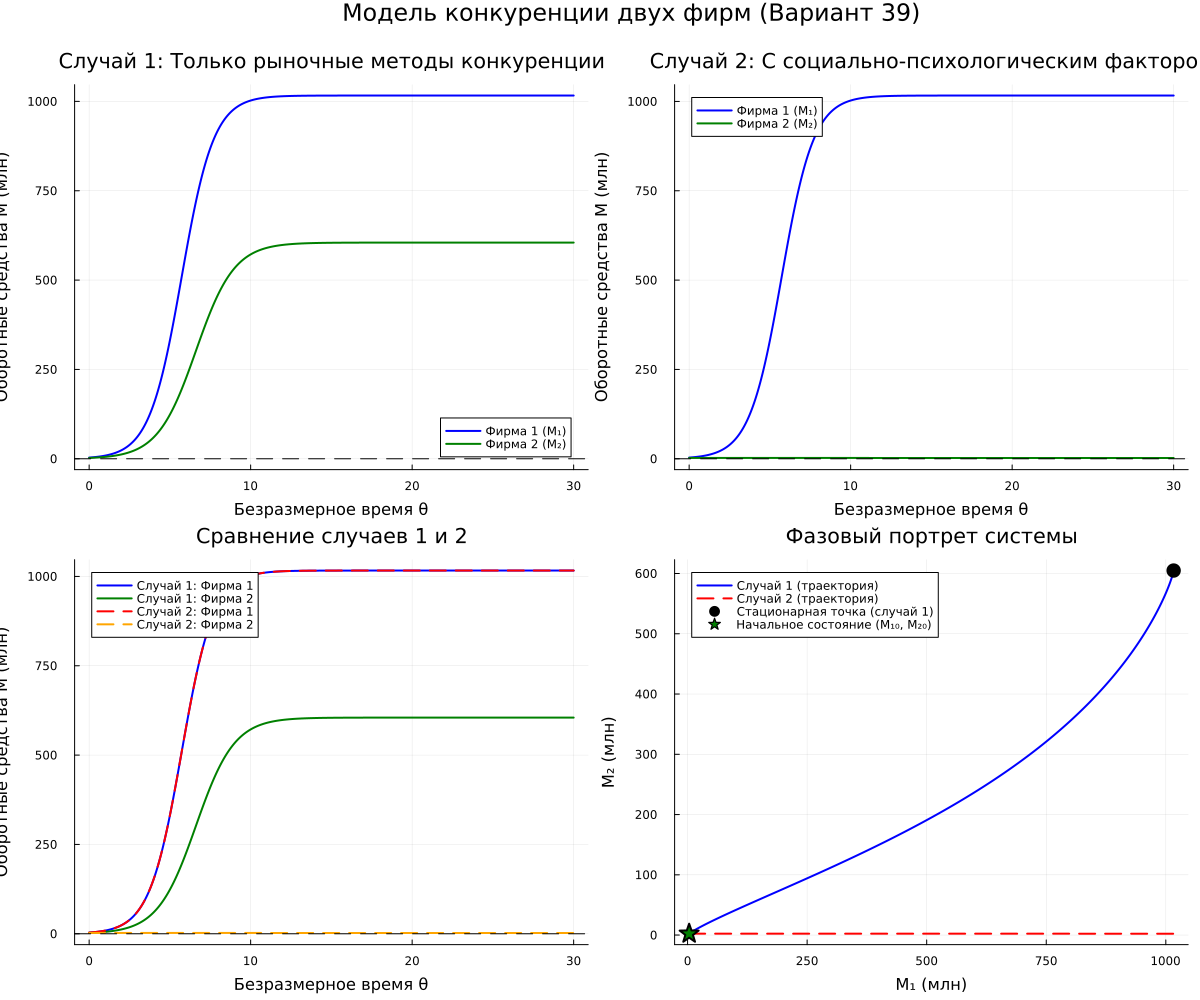 Модель конкуренции двух фирм (Вариант 39)
Случай 1: Только рыночные методы конкуренции
Оборотные средства M (млн)
1000
750
500
250
0
Фирма 1 (M₁)
Фирма 2 (M₂)
0 10 20 30
Безразмерное время θ
Случай 2: С социально-психологическим факторо
Оборотные средства M (млн)
1000
750
500
250
0
Фирма 1 (M₁)
Фирма 2 (M₂)
0 10 20 30
Безразмерное время θ
Сравнение случаев 1 и 2
Оборотные средства M (млн)
1000
750
500
250
0
Случай 1: Фирма 1
Случай 1: Фирма 2
Случай 2: Фирма 1
Случай 2: Фирма 2
0 10 20 30
Безразмерное время θ
Фазовый портрет системы
M₂ (млн)
600
500
400
300
200
100
0
Случай 1 (траектория)
Случай 2 (траектория)
Стационарная точка (случай 1)
Начальное состояние (M₁₀, M₂₀)
0 250 500 750 1000
M₁ (млн)